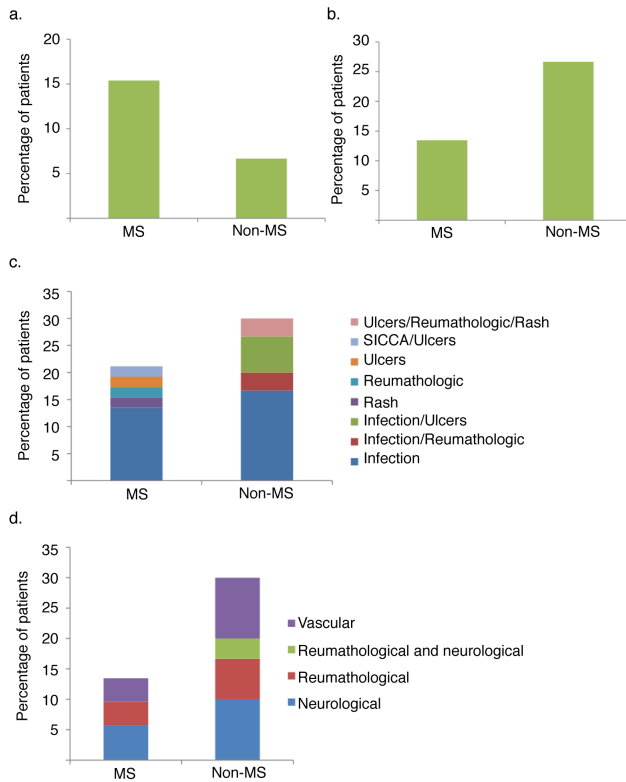 a.
Percentage of patients
20
15
10
5
MS
Non-MS
b.
Percentage of patients
30
25
20
15
10
5
MS
Non-MS
c.
Percentage of patients
35
30
25
20
15
10
5
MS
Non-MS
Ulcers/Reumathologic/Rash
SICCA/Ulcers
Ulcers
Reumathologic
Rash
Infection/Ulcers
Infection/Reumathologic
Infection
d.
Percentage of patients
35
30
25
20
15
10
5
MS
Non-MS
Vascular
Reumathological and neurological
Reumathological
Neurological